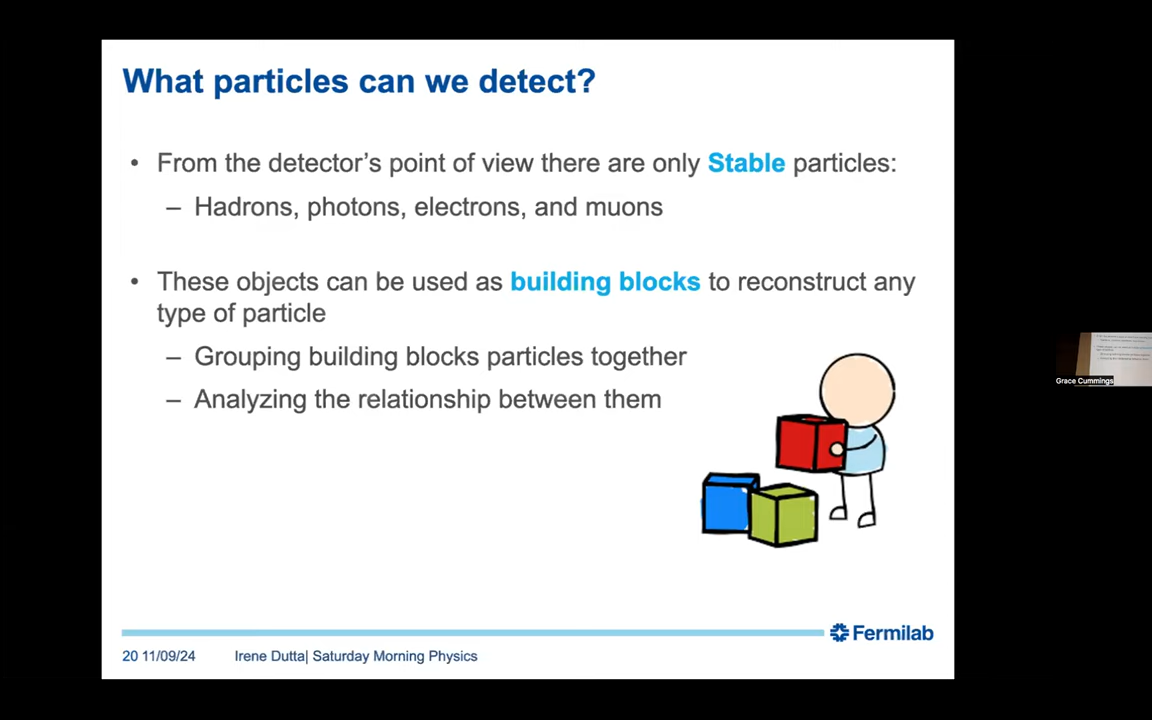 What particles can we detect?
• From the detector's point of view there are only Stable particles:
– Hadrons, photons, electrons, and muons
• These objects can be used as building blocks to reconstruct any
type of particle
– Grouping building blocks particles together
– Analyzing the relationship between them
Grace Cummings
Fermilab
20 11/09/24 Irene Dutta| Saturday Morning Physics